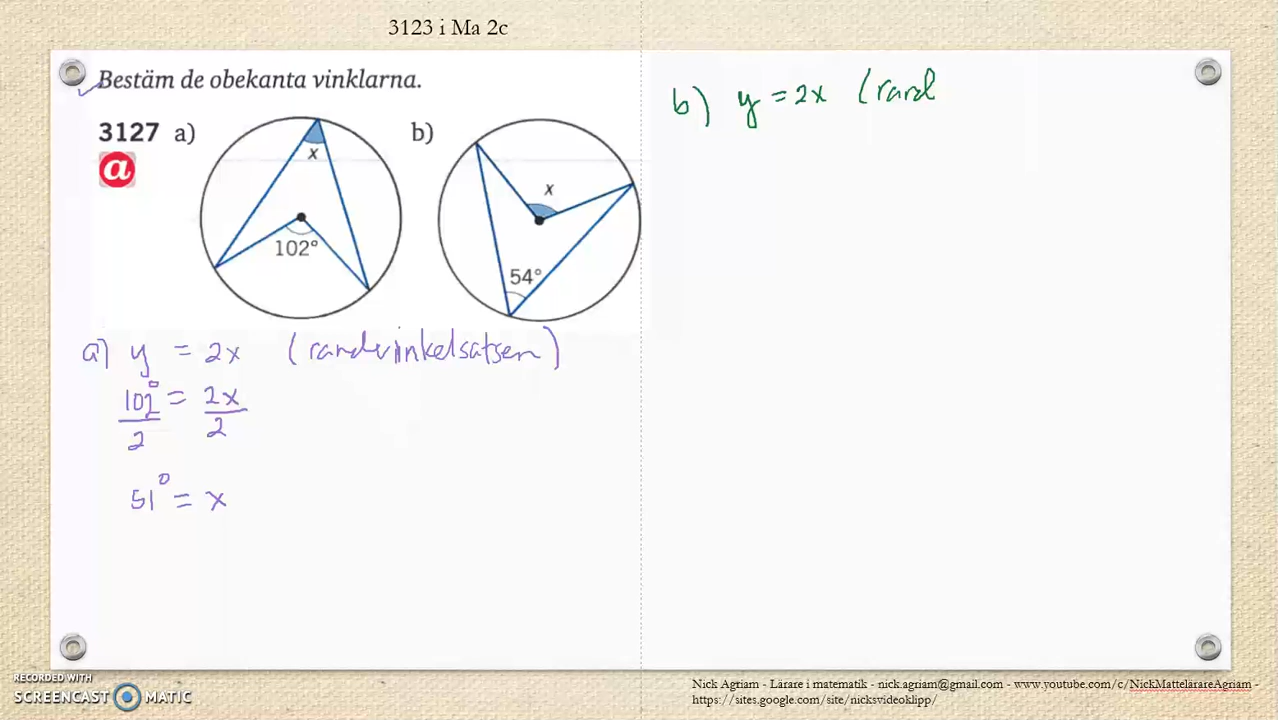 3123 i Ma 2c
Bestäm de obekanta vinklarna.
3127 a)
a
x
102°
b)
x
54°
a) y = 2x (randvinkelsatsen)
102° = 2x
2 2
51° = x
b) y = 2x (rand
RECORDED WITH
SCREENCAST MATIC
Nick Agriam - Lärare i matematik - nick.agriam@gmail.com - www.youtube.com/c/NickMattelärareAgriam -
https://sites.google.com/site/nicksvideoklipp/